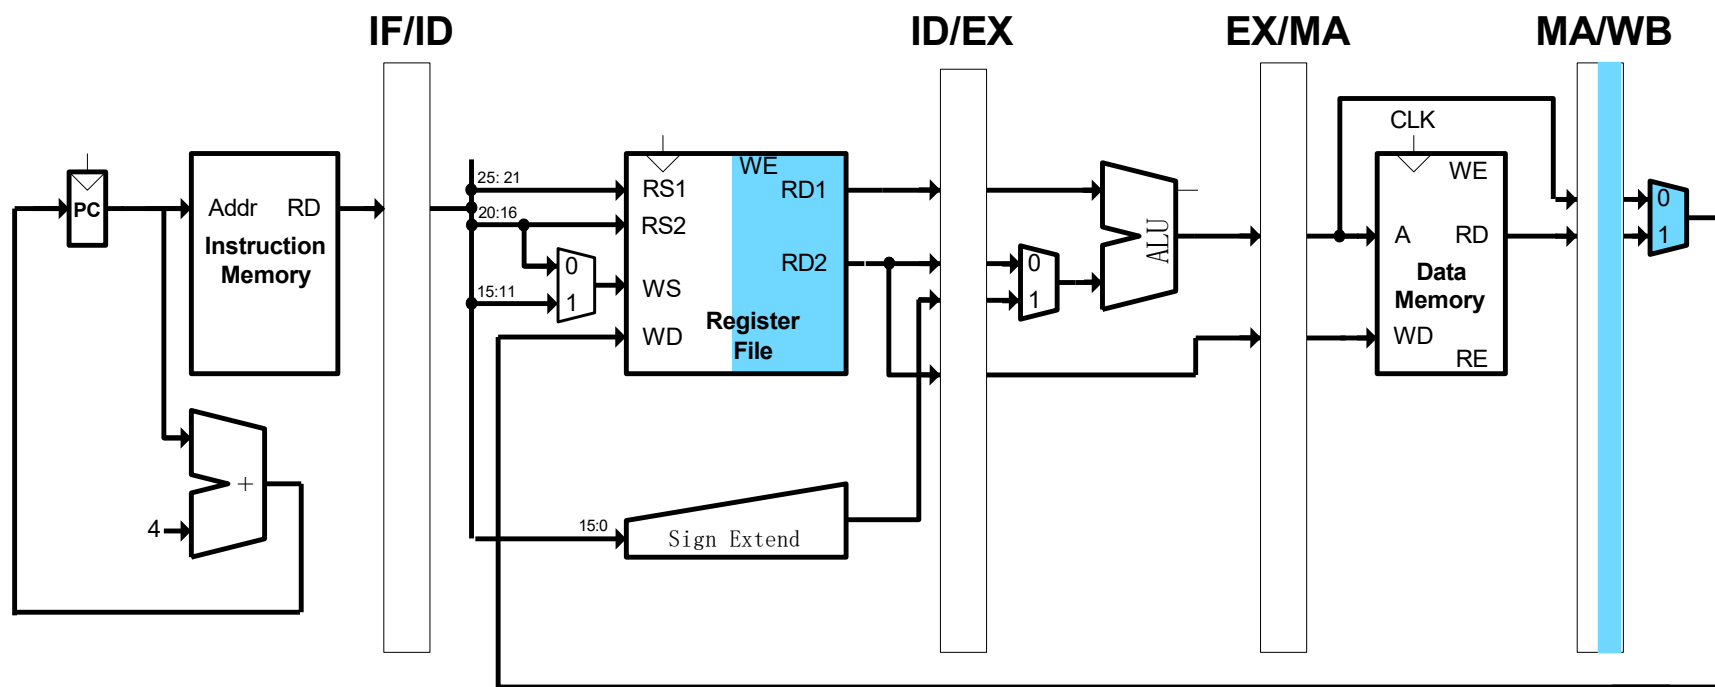 IF/ID
ID/EX
EX/MA
MA/WB
PC
Addr
RD
Instruction
Memory
4
+
25: 21
20:16
15:11
15:0
0
1
WE
RS1
RD1
RS2
RD2
WS
WD
Register
File
Sign Extend
0
1
ALU
CLK
WE
A
RD
Data
Memory
WD
RE
0
1